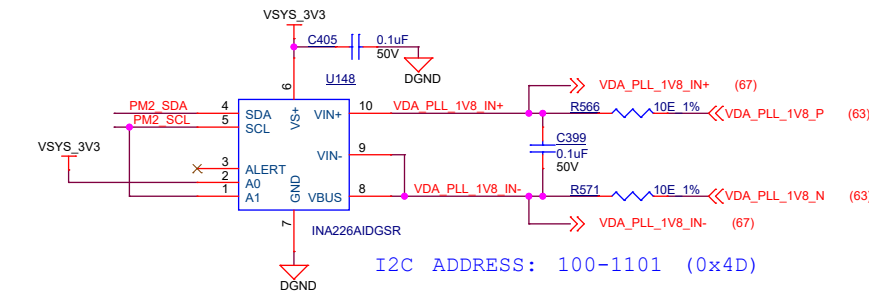 VSYS_3V3
C405 0.1uF
50V
DGND
U148
6
VS+
PM2_SDA 4 SDA VIN+ 10 VDA_PLL_1V8_IN+
PM2_SCL 5 SCL
VDA_PLL_1V8_IN+ (67)
R566 10E_1% VDA_PLL_1V8_P (63)
C399
0.1uF
50V
VSYS_3V3
VIN- 9
3 ALERT
2 A0
1 A1
GND
VBUS 8 VDA_PLL_1V8_IN-
R571 10E_1% VDA_PLL_1V8_N (63
VDA_PLL_1V8_IN- (67)
7
INA226AIDGSR
DGND
I2C ADDRESS: 100-1101 (0x4D)